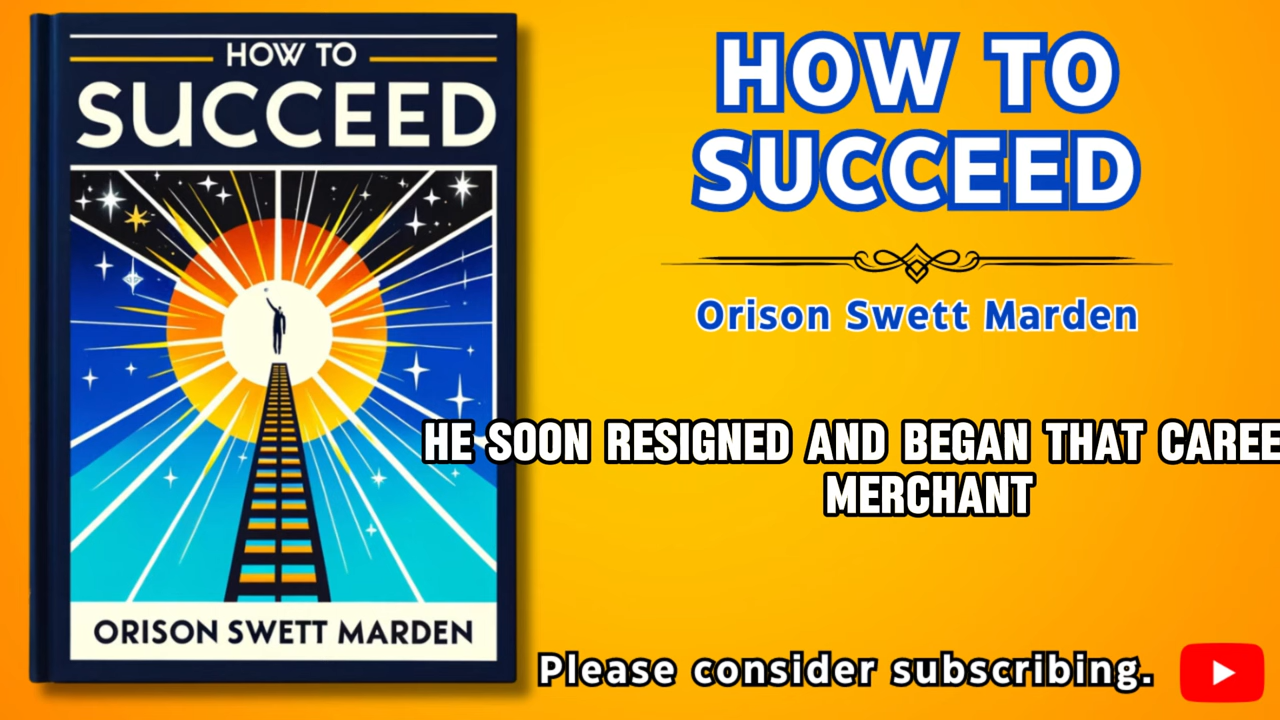 HOW TO
SUCCEED
ORISON SWETT MARDEN
HOW TO
SUCCEED
Orison Swett Marden
HE SOON RESIGNED AND BEGAN THAT CAREE
MERCHANT
Please consider subscribing.